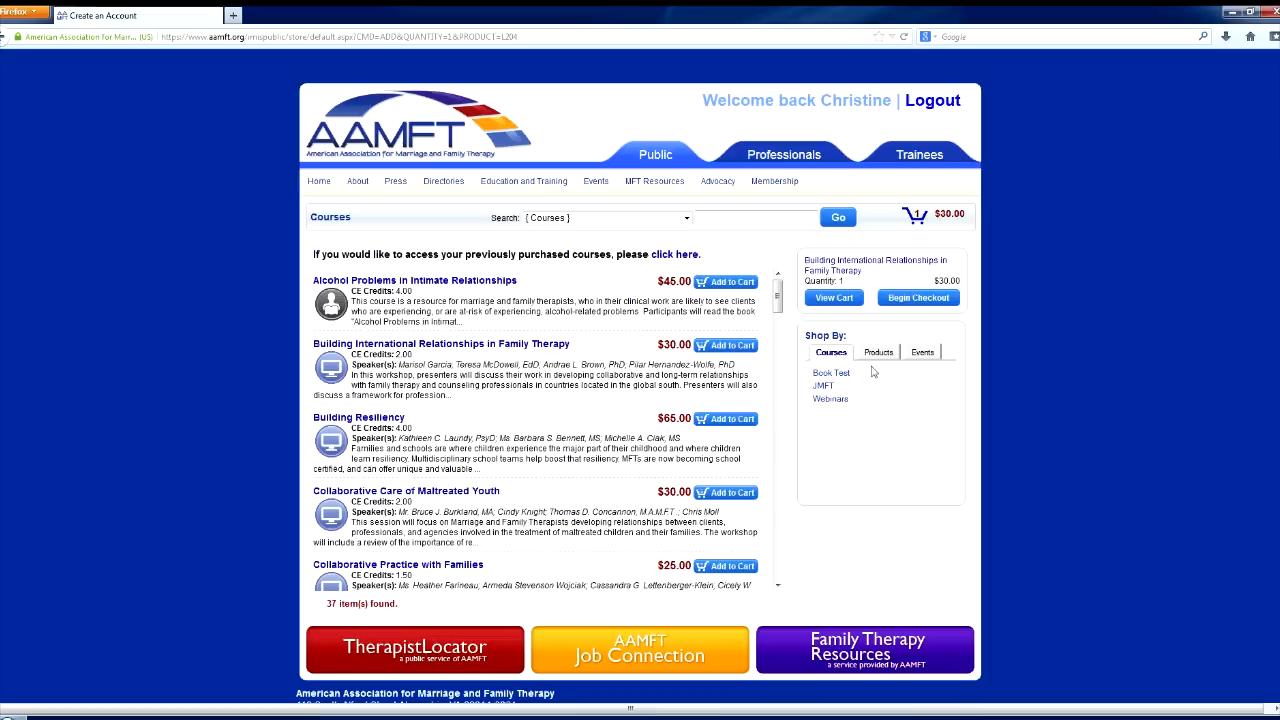 Firefox
Create an Account
American Association for Marr... (US)
https://www.aamft.org/imispublic/store/default.aspx?CMD=ADD&QUANTITY=1&PRODUCT=L204
Google
Welcome back Christine | Logout
AAMFT
American Association for Marriage and Family Therapy
Public
Professionals
Trainees
Home
About
Press
Directories
Education and Training
Events
MFT Resources
Advocacy
Membership
Courses
Search:
{ Courses }
Go
1
$30.00
If you would like to access your previously purchased courses, please click here.
Alcohol Problems in Intimate Relationships
$45.00
Add to Cart
CE Credits: 4.00
This course is a resource for marriage and family therapists, who in their clinical work are likely to see clients
who are experiencing, or are at-risk of experiencing, alcohol-related problems Participants will read the book
"Alcohol Problems in Intimat...
Building International Relationships in Family Therapy
$30.00
Add to Cart
CE Credits: 2.00
Speaker(s): Marisol Garcia; Teresa McDowell, EdD; Andrae L. Brown, PhD; Pilar Hernandez-Wolfe, PhD
In this workshop, presenters will discuss their work in developing collaborative and long-term relationships
with family therapy and counseling professionals in countries located in the global south. Presenters will also
discuss a framework for profession...
Building Resiliency
$65.00
Add to Cart
CE Credits: 4.00
Speaker(s): Kathleen C. Laundy, PsyD; Ms. Barbara S. Bennett, MS; Michelle A. Ciak, MS
Families and schools are where children experience the major part of their childhood and where children
learn resiliency. Multidisciplinary school teams help boost that resiliency. MFTs are now becoming school
certified, and can offer unique and valuable ...
Collaborative Care of Maltreated Youth
$30.00
Add to Cart
CE Credits: 2.00
Speaker(s): Mr. Bruce J. Burkland, MA; Cindy Knight; Thomas D. Concannon, M.A.M.F.T.; Chris Moll
This session will focus on Marriage and Family Therapists developing relationships between clients,
professionals, and agencies involved in the treatment of maltreated children and their families. The workshop
will include a review of the importance of re...
Collaborative Practice with Families
$25.00
Add to Cart
CE Credits: 1.50
Speaker(s): Ms. Heather Farineau; Armeda Stevenson Wojciak; Cassandra G. Lettenberger-Klein; Cicely W
37 item(s) found.
Building International Relationships in
Family Therapy
Quantity: 1
$30.00
View Cart
Begin Checkout
Shop By:
Courses
Products
Events
Book Test
JMFT
Webinars
TherapistLocator
a public service of AAMFT
AAMFT
Job Connection
Family Therapy
Resources
a service provided by AAMFT
American Association for Marriage and Family Therapy